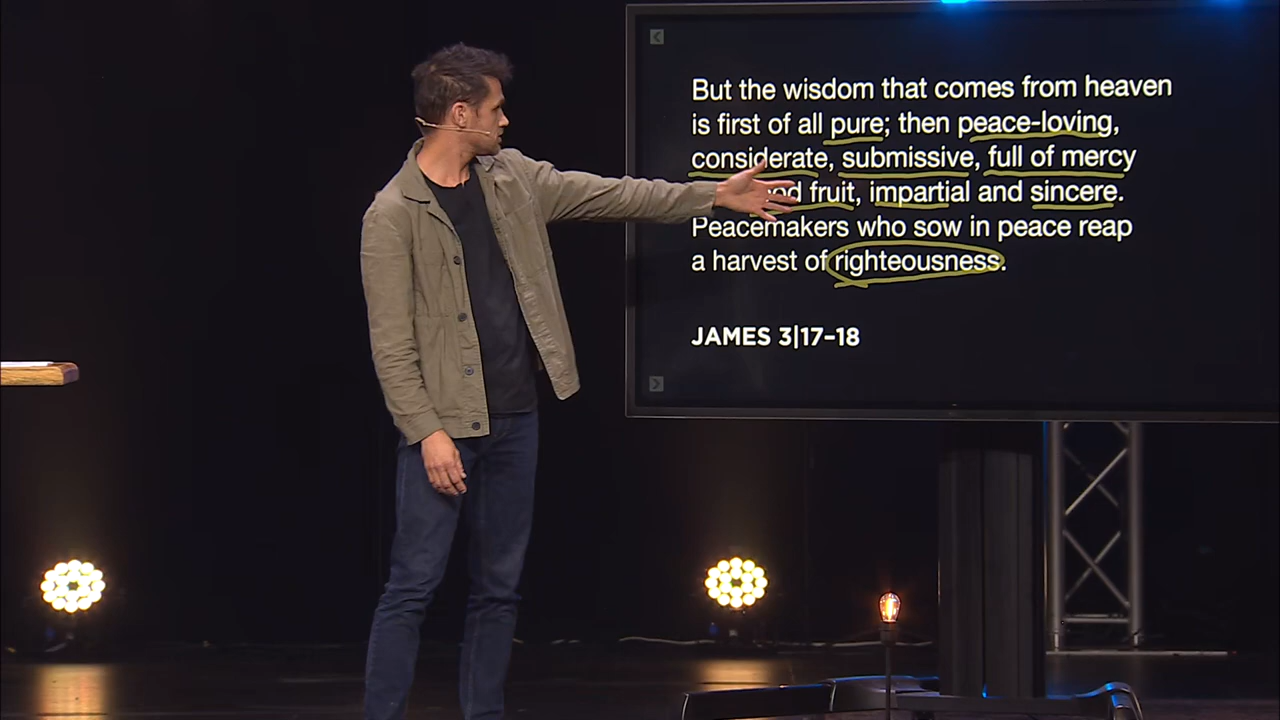 But the wisdom that comes from heaven
is first of all pure; then peace-loving,
considerate, submissive, full of mercy
fruit, impartial and sincere.
Peacemakers who sow in peace reap
a harvest of righteousness.
JAMES 3|17–18